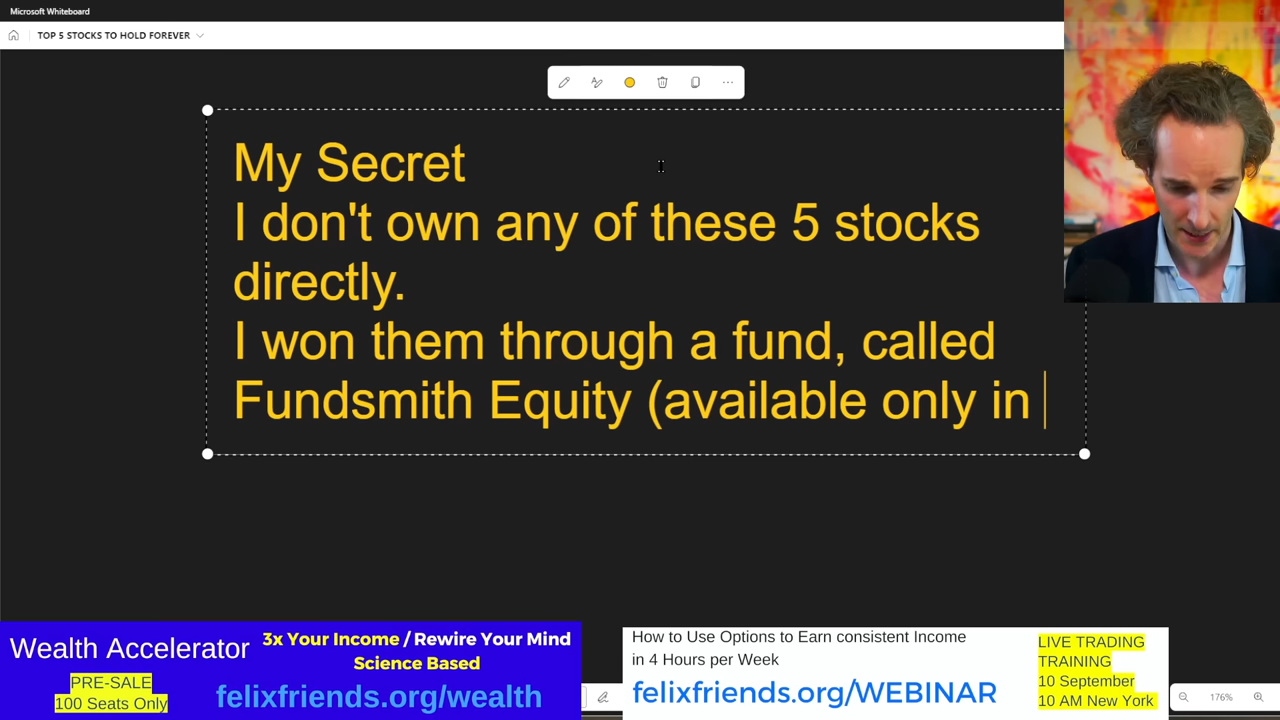 Microsoft Whiteboard
TOP 5 STOCKS TO HOLD FOREVER
My Secret
I don't own any of these 5 stocks
directly.
I won them through a fund, called
Fundsmith Equity (available only in
Wealth Accelerator
PRE-SALE
100 Seats Only
3x Your Income / Rewire Your Mind
Science Based
felixfriends.org/wealth
How to Use Options to Earn consistent Income
in 4 Hours per Week
felixfriends.org/WEBINAR
LIVE TRADING
TRAINING
10 September
10 AM New York
176%